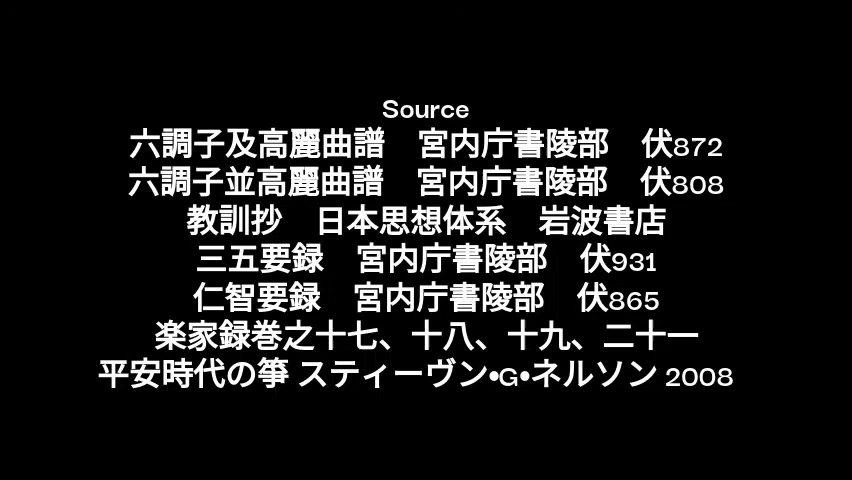 Source
六調子及高麗曲譜　宮内庁書陵部　伏872
六調子並高麗曲譜　宮内庁書陵部　伏808
教訓抄　日本思想体系　岩波書店
三五要録　宮内庁書陵部　伏931
仁智要録　宮内庁書陵部　伏865
楽家録巻之十七、十八、十九、二十一
平安時代の箏 スティーヴン•G•ネルソン 2008